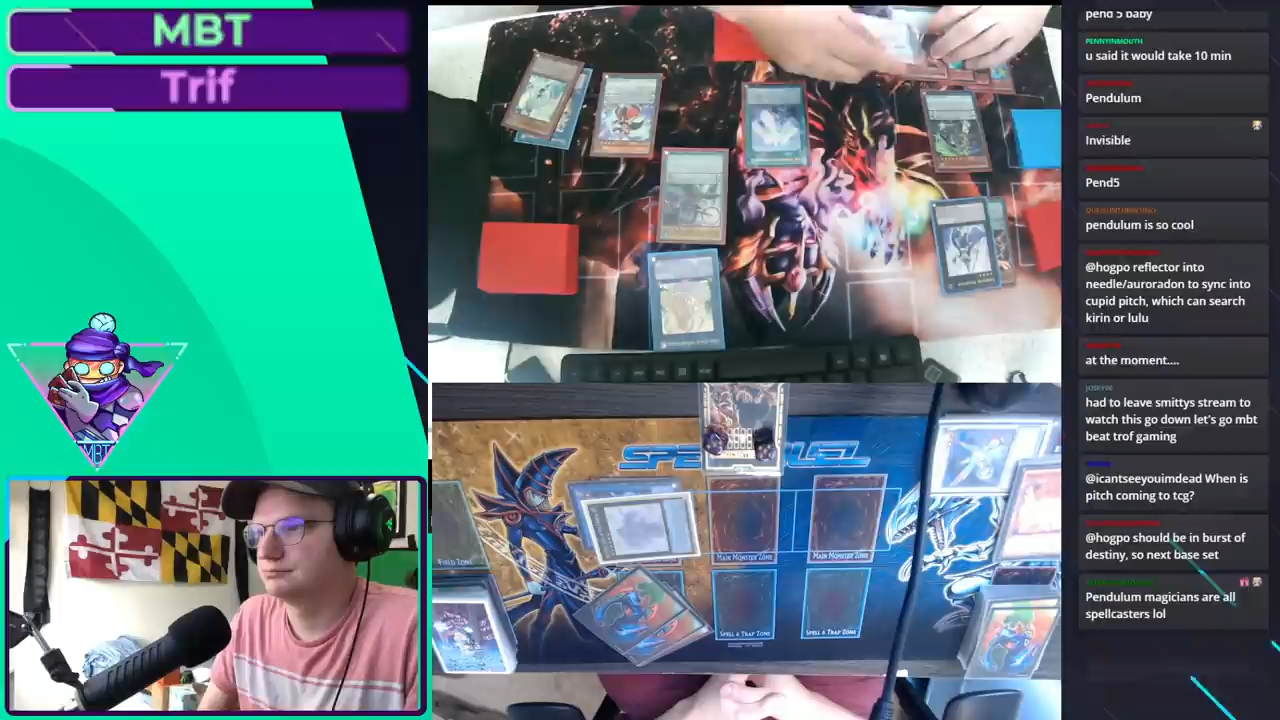 MBT
Trif
MBT
SPE
UEL
FIELD ZONE
MAIN MONSTER ZONE
MAIN MONSTER ZONE
SPELL & TRAP ZONE
SPELL & TRAP ZONE
pend 5 baby
PENNYINMOUTH
u said it would take 10 min
Pendulum
Invisible
Pend5
pendulum is so cool
@hogpo reflector into
needle/auroradon to sync into
cupid pitch, which can search
kirin or lulu
at the moment....
had to leave smittys stream to
watch this go down let's go mbt
beat trof gaming
@icantseeyouimdead When is
pitch coming to tcg?
@hogpo should be in burst of
destiny, so next base set
Pendulum magicians are all
spellcasters lol